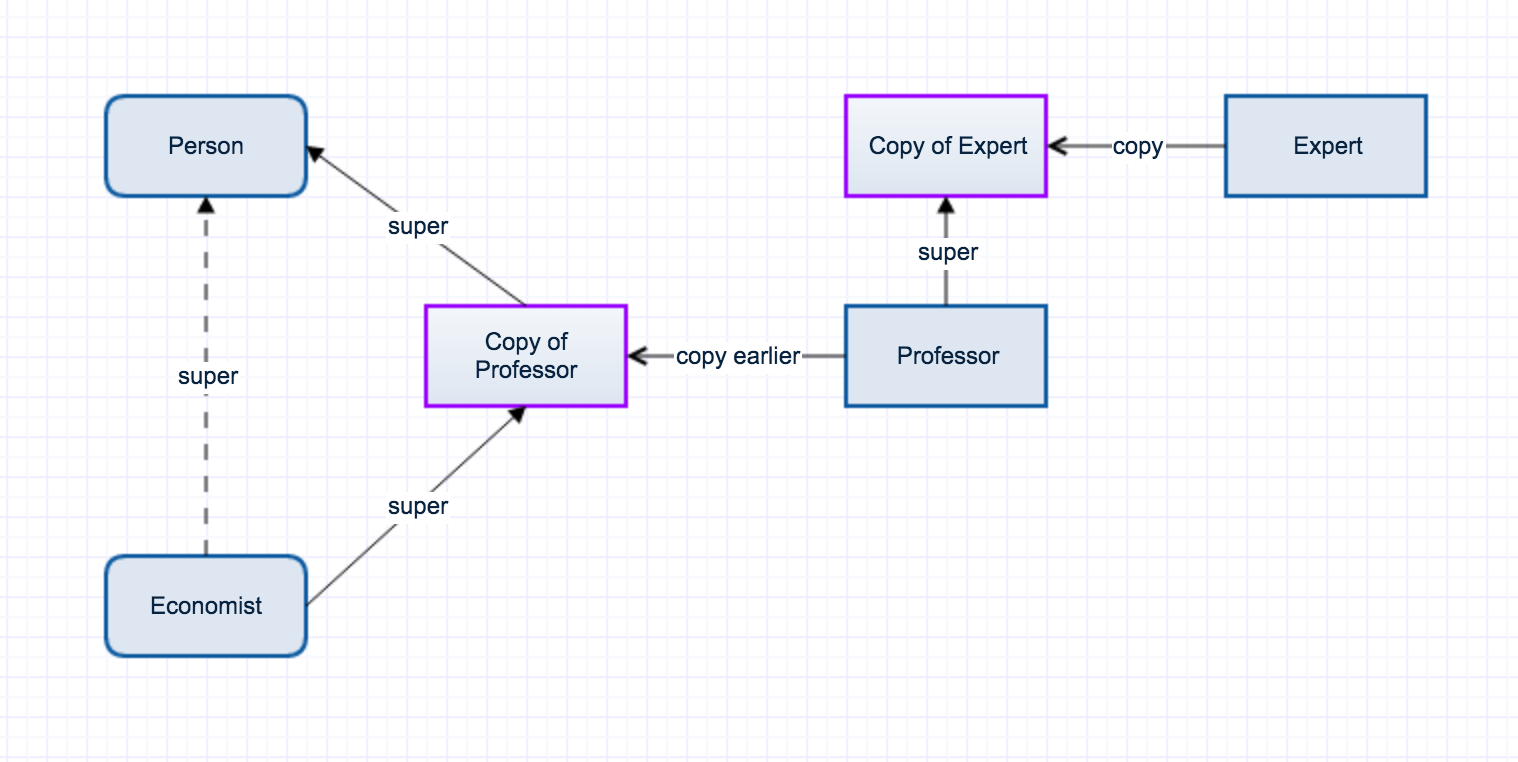 Person
Copy of Expert
copy
Expert
super
super
Copy of
Professor
copy earlier
Professor
super
super
Economist